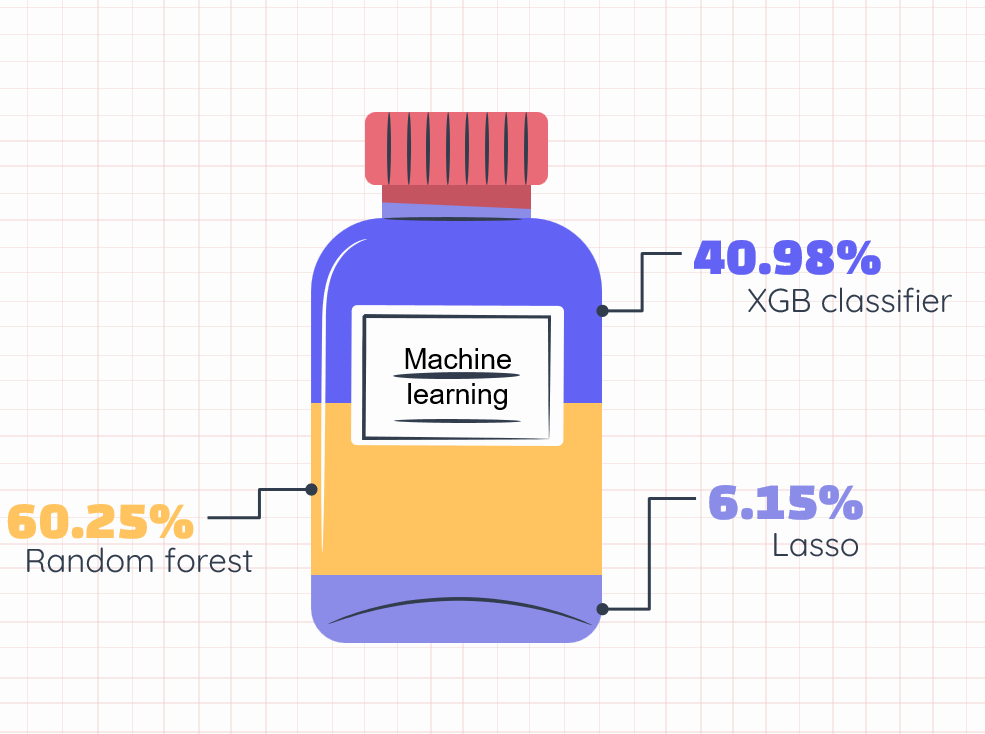 40.98%
XGB classifier
Machine
learning
60.25%
Random forest
6.15%
Lasso